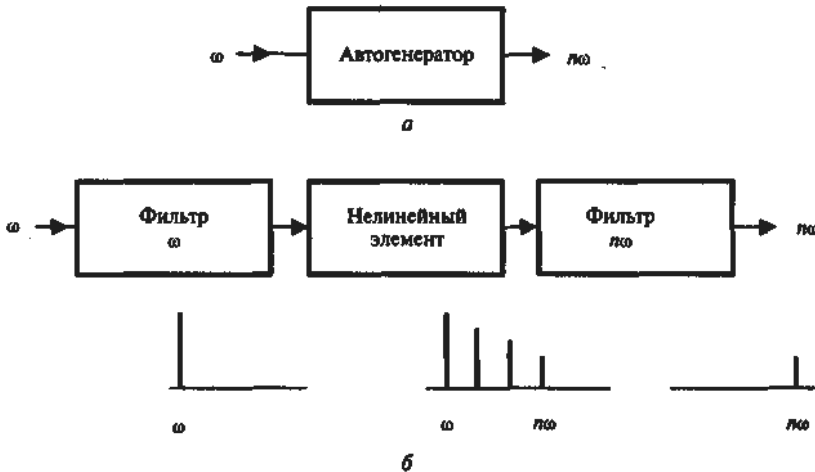 ω Автогенератор nω
а
ω Фильтр ω Нелинейный элемент Фильтр nω nω
ω ω nω nω
б